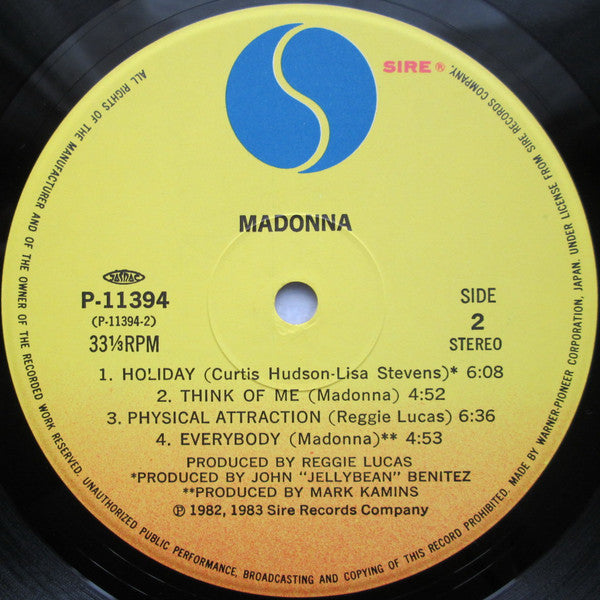 SIRE®
MADONNA
JASRAC
P-11394
(P-11394-2)
33⅓RPM
SIDE
2
STEREO
1. HOLIDAY (Curtis Hudson-Lisa Stevens)* 6:08
2. THINK OF ME (Madonna) 4:52
3. PHYSICAL ATTRACTION (Reggie Lucas) 6:36
4. EVERYBODY (Madonna)** 4:53
PRODUCED BY REGGIE LUCAS
*PRODUCED BY JOHN "JELLYBEAN" BENITEZ
**PRODUCED BY MARK KAMINS
Ⓟ 1982, 1983 Sire Records Company
ALL RIGHTS OF THE MANUFACTURER AND OF THE OWNER OF THE RECORDED WORK RESERVED. UNAUTHORIZED PUBLIC PERFORMANCE, BROADCASTING AND COPYING OF THIS RECORD PROHIBITED. MADE BY WARNER-PIONEER CORPORATION, JAPAN. UNDER LICENSE FROM SIRE RECORDS COMPANY.